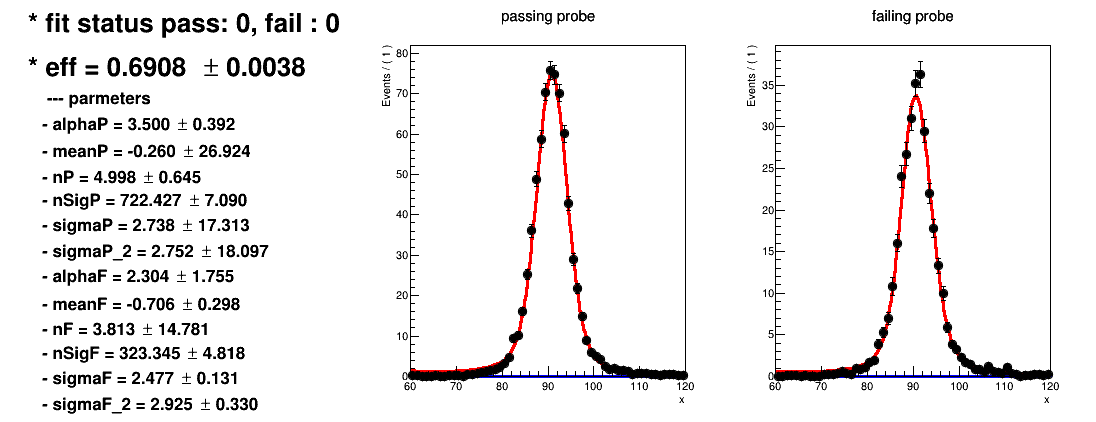 * fit status pass: 0, fail : 0
* eff = 0.6908 ± 0.0038
--- parmeters
- alphaP = 3.500 ± 0.392
- meanP = -0.260 ± 26.924
- nP = 4.998 ± 0.645
- nSigP = 722.427 ± 7.090
- sigmaP = 2.738 ± 17.313
- sigmaP_2 = 2.752 ± 18.097
- alphaF = 2.304 ± 1.755
- meanF = -0.706 ± 0.298
- nF = 3.813 ± 14.781
- nSigF = 323.345 ± 4.818
- sigmaF = 2.477 ± 0.131
- sigmaF_2 = 2.925 ± 0.330
passing probe
Events / ( 1 )
80
70
60
50
40
30
20
10
0
60 70 80 90 100 110 120
x
failing probe
Events / ( 1 )
35
30
25
20
15
10
5
0
60 70 80 90 100 110 120
x